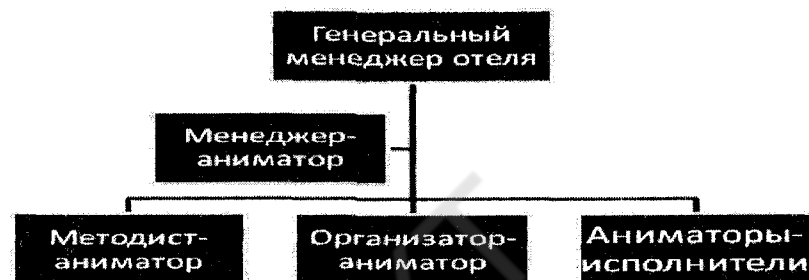 Генеральный
менеджер отеля
Менеджер-
аниматор
Методист-
аниматор
Организатор-
аниматор
Аниматоры-
исполнители